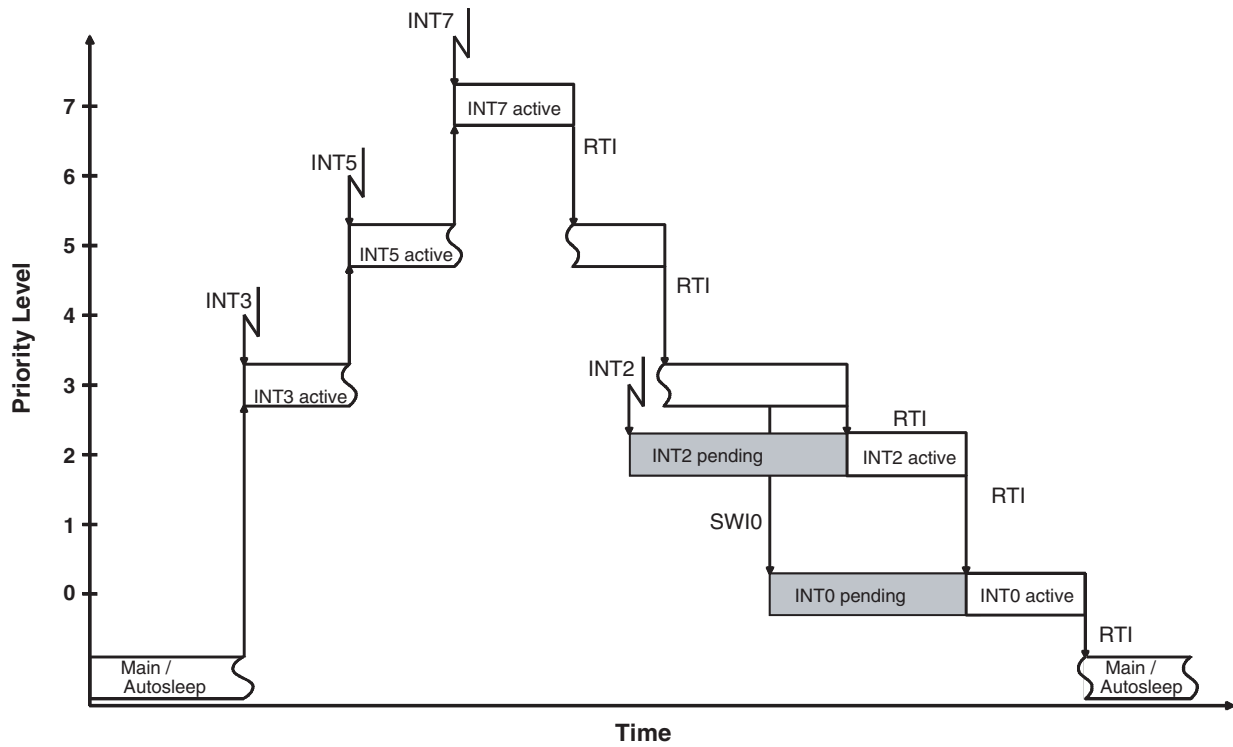 INT7
7
INT7 active
RTI
INT5
6
5
INT5 active
RTI
INT3
4
INT2
3
INT3 active
RTI
2
INT2 pending
INT2 active
RTI
1
SWI0
0
INT0 pending
INT0 active
RTI
Main /
Autosleep
Main /
Autosleep
Priority Level
Time